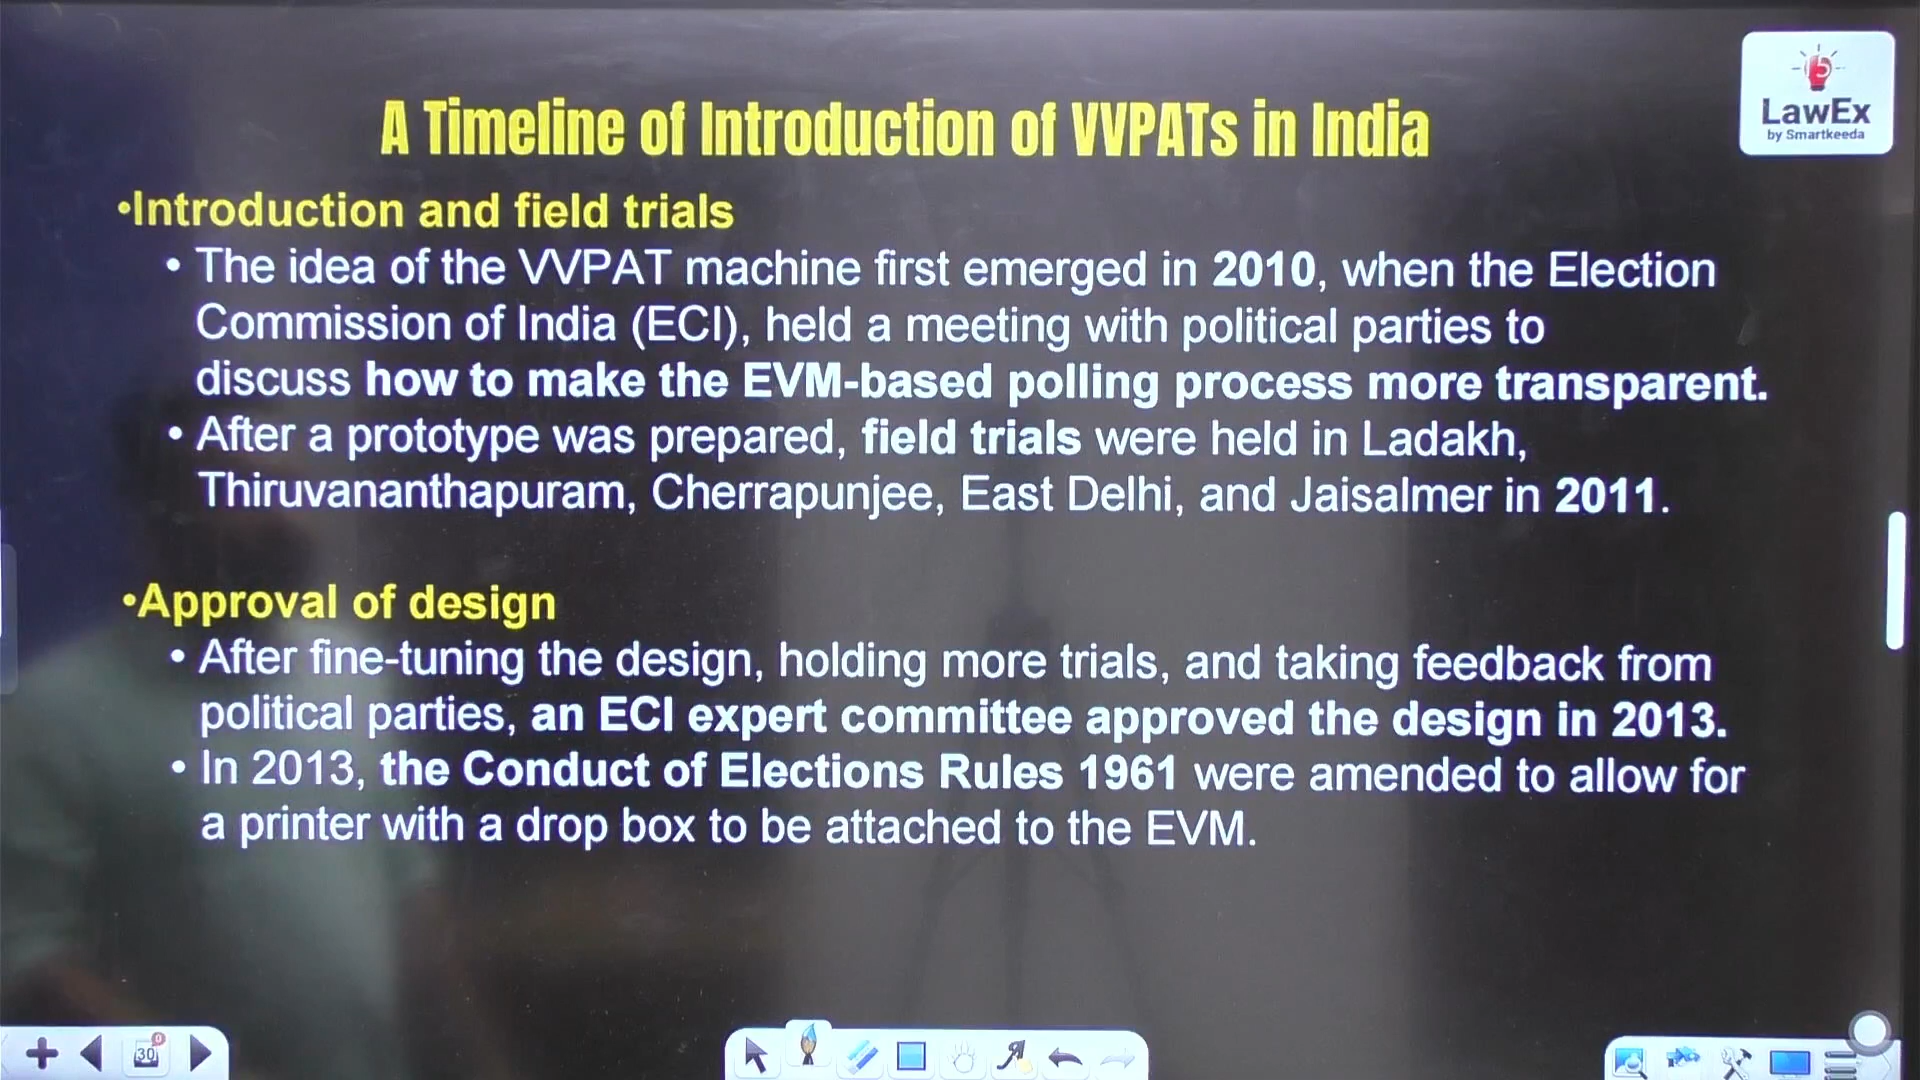 LawEx
by Smartkeeda
A Timeline of Introduction of VVPATs in India
•Introduction and field trials
• The idea of the VVPAT machine first emerged in 2010, when the Election
Commission of India (ECI), held a meeting with political parties to
discuss how to make the EVM-based polling process more transparent.
• After a prototype was prepared, field trials were held in Ladakh,
Thiruvananthapuram, Cherrapunjee, East Delhi, and Jaisalmer in 2011.
•Approval of design
• After fine-tuning the design, holding more trials, and taking feedback from
political parties, an ECI expert committee approved the design in 2013.
• In 2013, the Conduct of Elections Rules 1961 were amended to allow for
a printer with a drop box to be attached to the EVM.
30
0